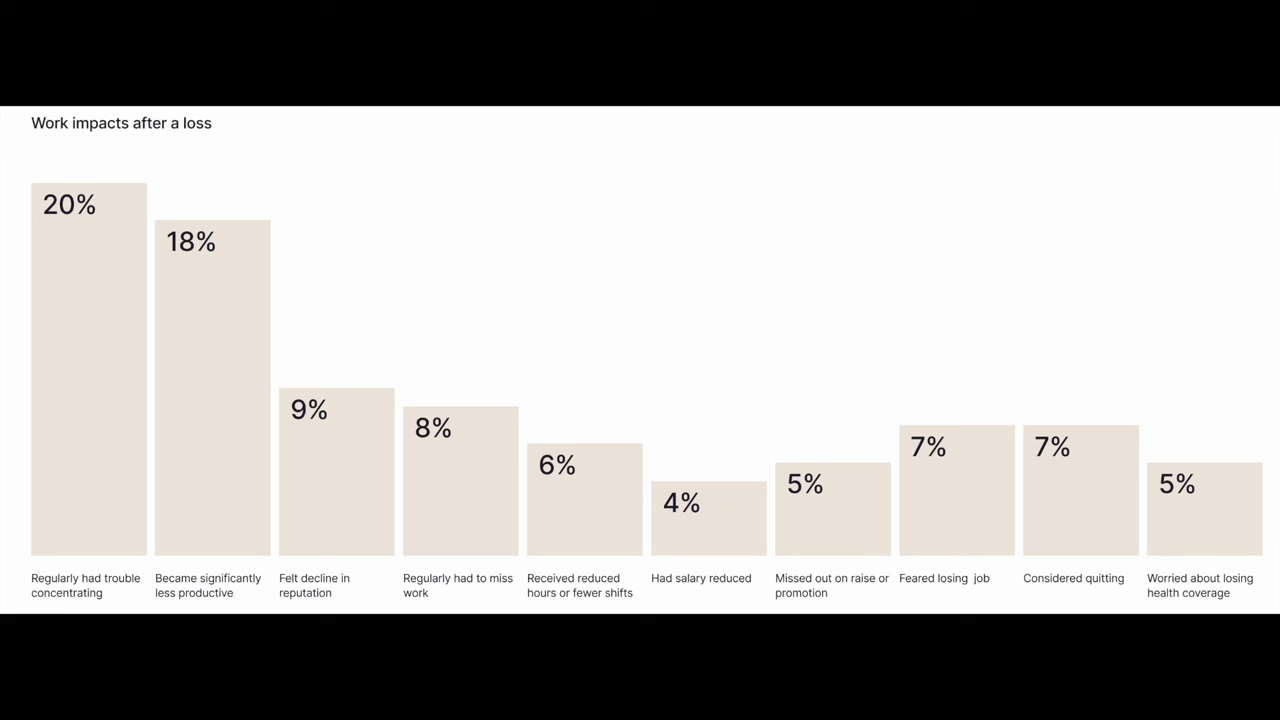 Work impacts after a loss
20%
18%
9%
8%
6%
4%
5%
7%
7%
5%
Regularly had trouble
concentrating
Became significantly
less productive
Felt decline in
reputation
Regularly had to miss
work
Received reduced
hours or fewer shifts
Had salary reduced
Missed out on raise or
promotion
Feared losing  job
Considered quitting
Worried about losing
health coverage